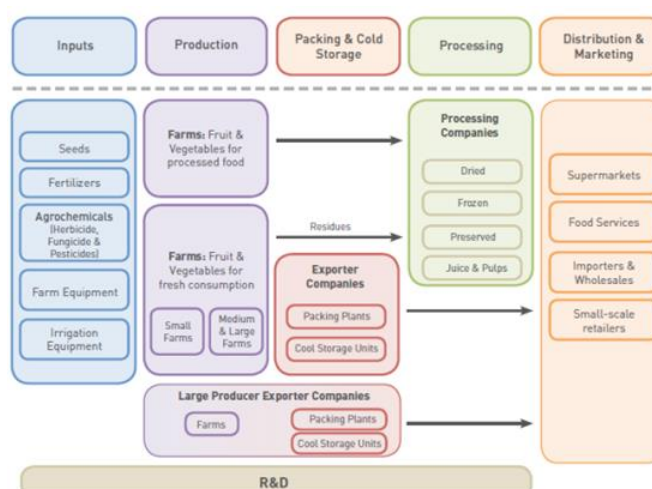 Inputs
Production
Packing & Cold
Storage
Processing
Distribution &
Marketing
Seeds
Fertilizers
Agrochemicals
(Herbicide,
Fungicide &
Pesticides)
Farm Equipment
Irrigation
Equipment
Farms: Fruit &
Vegetables for
processed food
Farms: Fruit &
Vegetables for
fresh consumption
Small
Farms
Medium
& Large
Farms
Residues
Exporter
Companies
Packing Plants
Cool Storage Units
Large Producer Exporter Companies
Farms
Packing Plants
Cool Storage Units
Processing
Companies
Dried
Frozen
Preserved
Juice & Pulps
Supermarkets
Food Services
Importers &
Wholesales
Small-scale
retailers
R&D